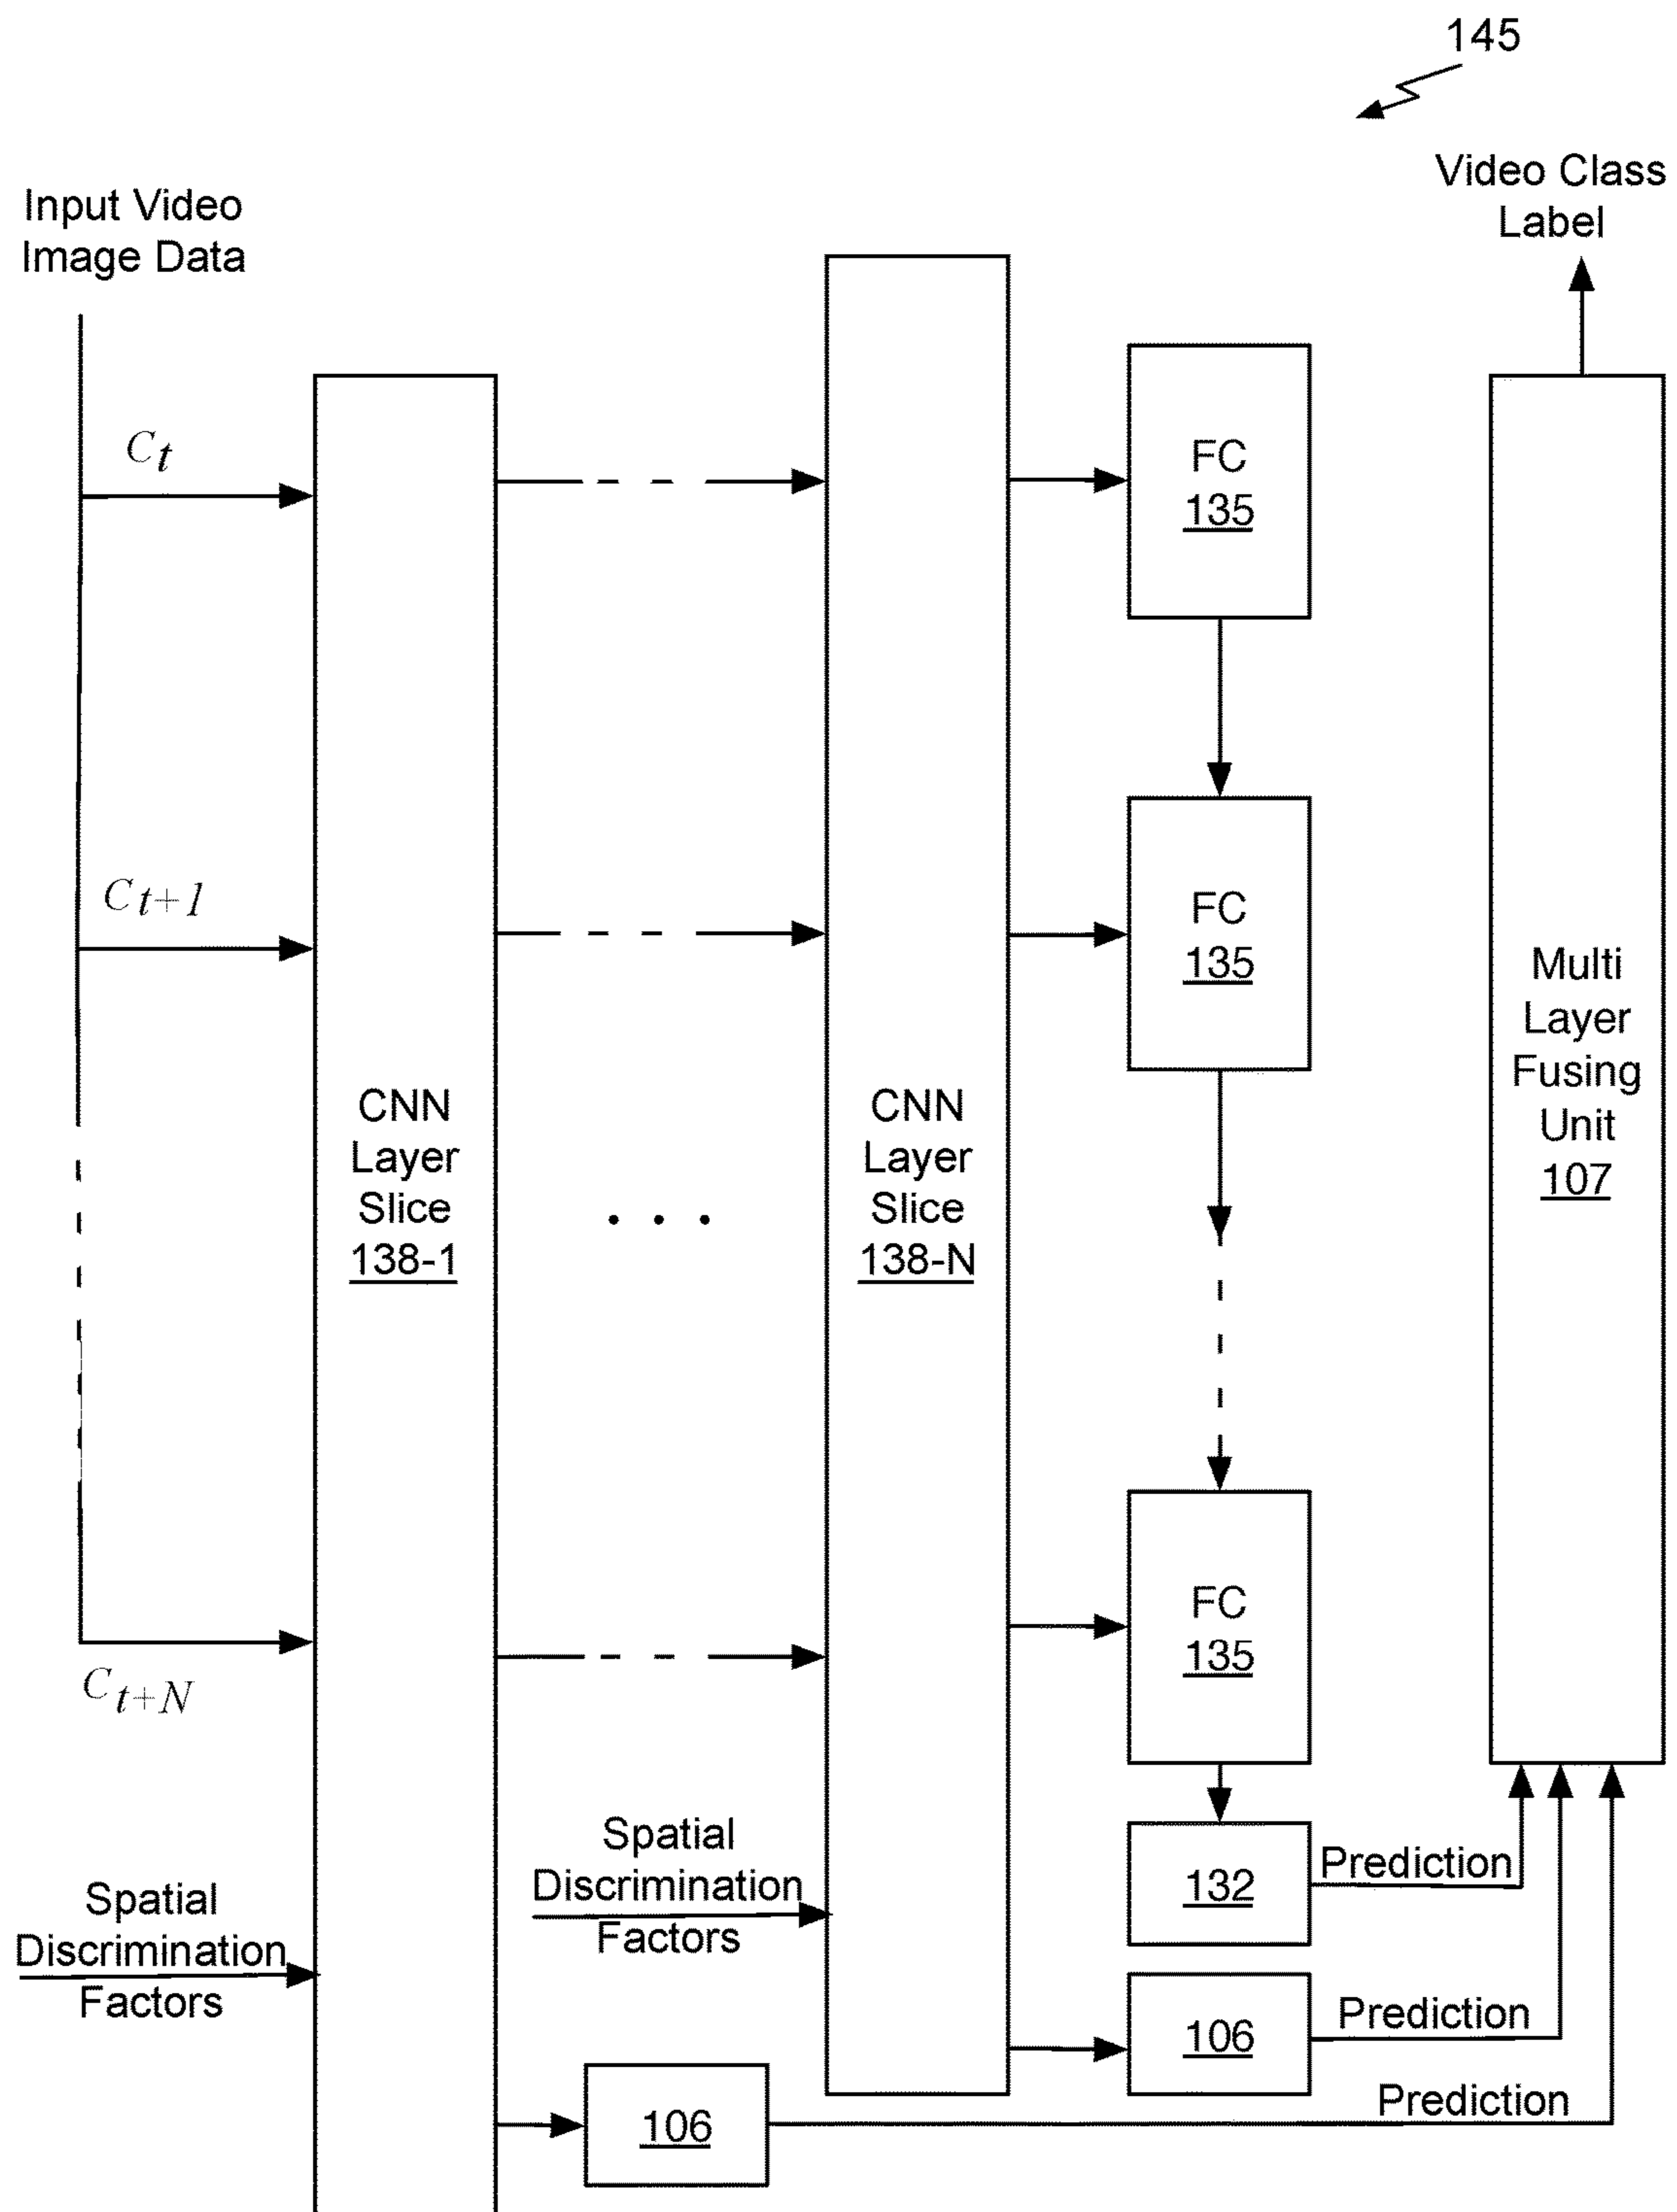 145
Video Class
Label
Input Video
Image Data
Ct
FC
135
Ct+1
FC
135
Multi
Layer
Fusing
Unit
107
CNN
Layer
Slice
138-1
. . .
CNN
Layer
Slice
138-N
FC
135
Ct+N
Spatial
Discrimination
Factors
132
Prediction
Spatial
Discrimination
Factors
106
Prediction
106
Prediction